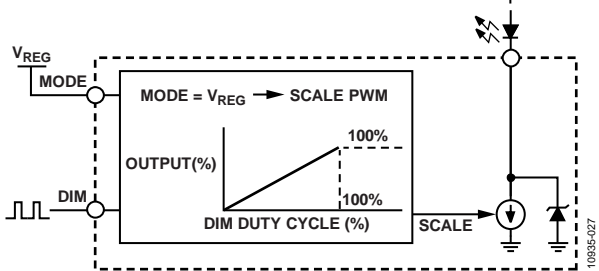 VREG
MODE
MODE = VREG → SCALE PWM
100%
OUTPUT(%)
100%
DIM
DIM DUTY CYCLE (%)
SCALE
10935-027